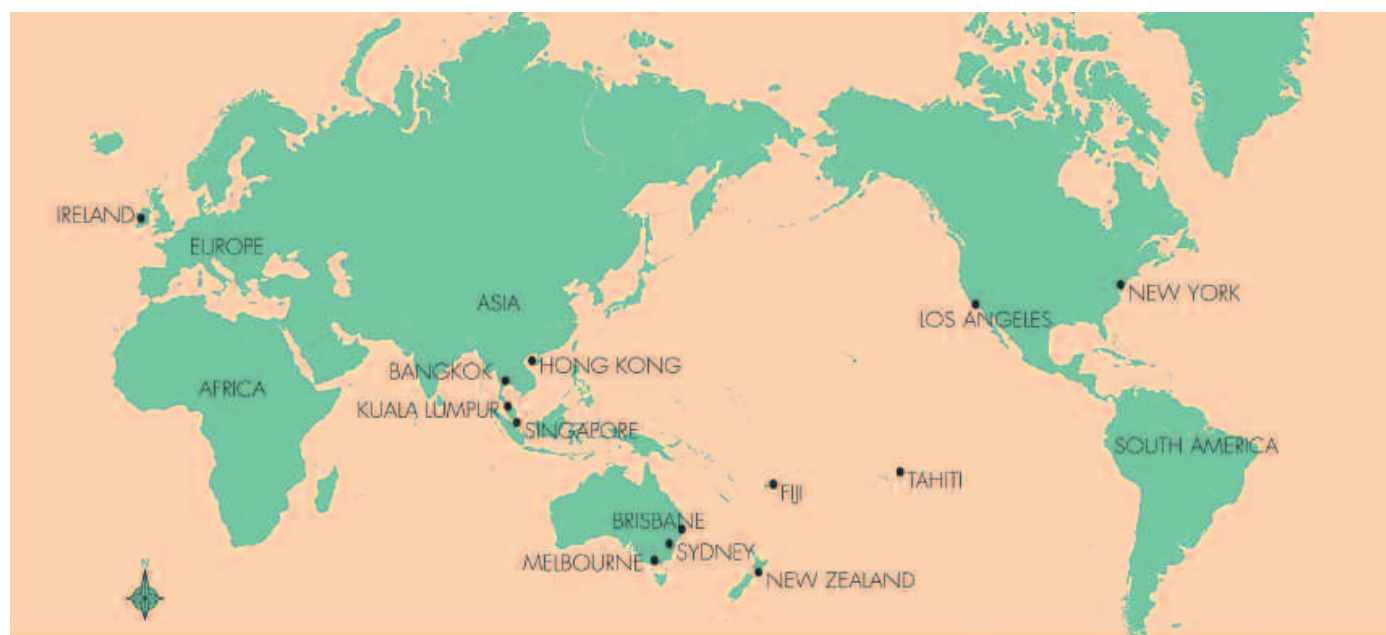 IRELAND
EUROPE
NEW YORK
ASIA
LOS ANGELES
HONG KONG
BANGKOK
AFRICA
KUALA LUMPUR
SINGAPORE
SOUTH AMERICA
TAHITI
FIJI
BRISBANE
SYDNEY
MELBOURNE
N
NEW ZEALAND